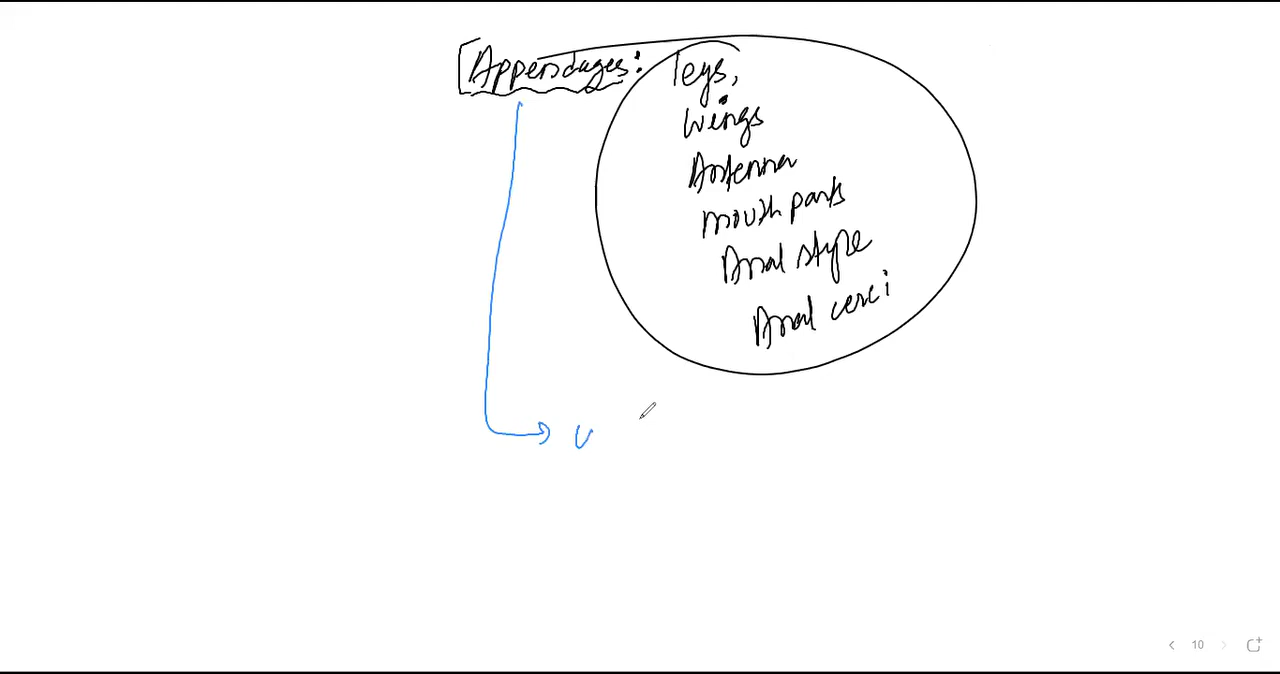 Appendages: legs,
wings
Antenna
mouth parts
Anal style
Anal cerci
U
10